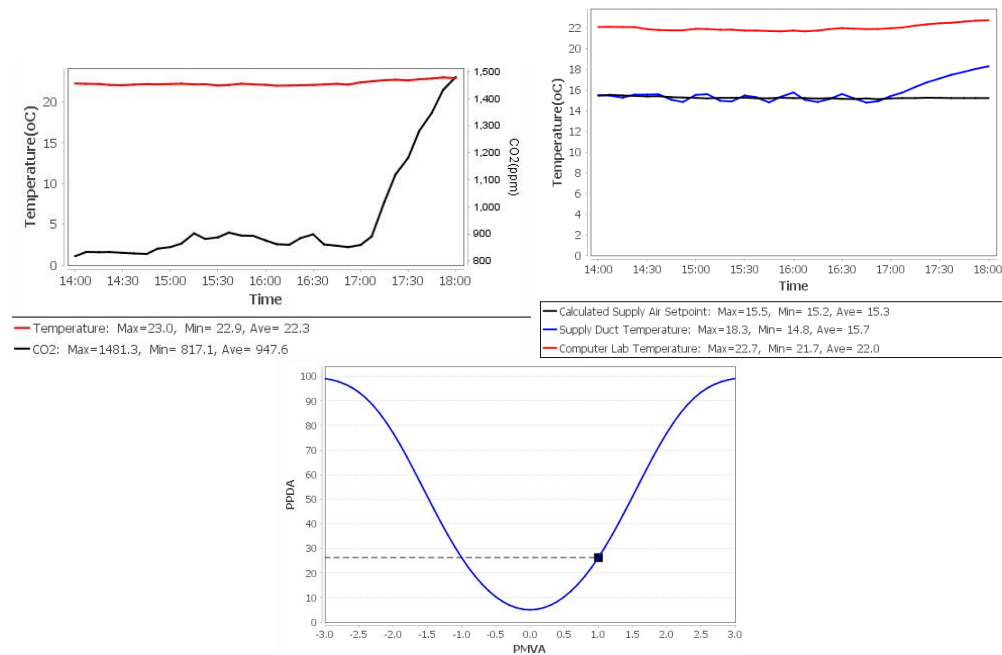 Temperature(oC)
20
15
10
5
0
1,500
1,400
1,300
1,200
1,100
1,000
900
800
CO2(ppm)
14:00 14:30 15:00 15:30 16:00 16:30 17:00 17:30 18:00
Time
Temperature: Max=23.0, Min= 22.9, Ave= 22.3
CO2: Max=1481.3, Min= 817.1, Ave= 947.6
Temperature(oC)
22
20
18
16
14
12
10
8
6
4
2
0
14:00 14:30 15:00 15:30 16:00 16:30 17:00 17:30 18:00
Time
Calculated Supply Air Setpoint: Max=15.5, Min= 15.2, Ave= 15.3
Supply Duct Temperature: Max=18.3, Min= 14.8, Ave= 15.7
Computer Lab Temperature: Max=22.7, Min= 21.7, Ave= 22.0
PPDA
100
90
80
70
60
50
40
30
20
10
0
-3.0 -2.5 -2.0 -1.5 -1.0 -0.5 0.0 0.5 1.0 1.5 2.0 2.5 3.0
PMVA